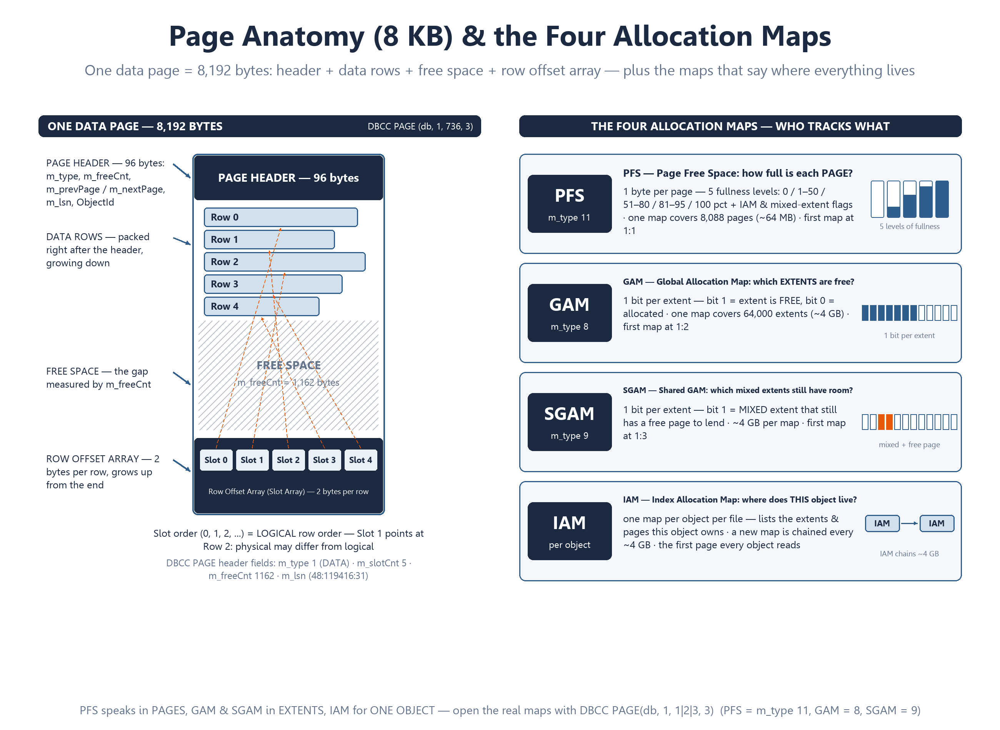 Page Anatomy (8 KB) & the Four Allocation Maps
One data page = 8,192 bytes: header + data rows + free space + row offset array — plus the maps that say where everything lives
ONE DATA PAGE — 8,192 BYTES
DBCC PAGE (db, 1, 736, 3)
PAGE HEADER — 96 bytes:
m_type, m_freeCnt,
m_prevPage / m_nextPage,
m_lsn, ObjectId
DATA ROWS — packed
right after the header,
growing down
FREE SPACE — the gap
measured by m_freeCnt
ROW OFFSET ARRAY — 2
bytes per row, grows up
from the end
PAGE HEADER — 96 bytes
Row 0
Row 1
Row 2
Row 3
Row 4
FREE SPACE
m_freeCnt = 1,162 bytes
Slot 0
Slot 1
Slot 2
Slot 3
Slot 4
Row Offset Array (Slot Array) — 2 bytes per row
Slot order (0, 1, 2, ...) = LOGICAL row order — Slot 1 points at
Row 2: physical may differ from logical
DBCC PAGE header fields: m_type 1 (DATA) · m_slotCnt 5 ·
m_freeCnt 1162 · m_lsn (48:119416:31)
THE FOUR ALLOCATION MAPS — WHO TRACKS WHAT
PFS
m_type 11
PFS — Page Free Space: how full is each PAGE?
1 byte per page — 5 fullness levels: 0 / 1–50 /
51–80 / 81–95 / 100 pct + IAM & mixed-extent flags
· one map covers 8,088 pages (~64 MB) · first map at
1:1
5 levels of fullness
GAM
m_type 8
GAM — Global Allocation Map: which EXTENTS are free?
1 bit per extent — bit 1 = extent is FREE, bit 0 =
allocated · one map covers 64,000 extents (~4 GB) ·
first map at 1:2
1 bit per extent
SGAM
m_type 9
SGAM — Shared GAM: which mixed extents still have room?
1 bit per extent — bit 1 = MIXED extent that still
has a free page to lend · ~4 GB per map · first map
at 1:3
mixed + free page
IAM
per object
IAM — Index Allocation Map: where does THIS object live?
one map per object per file — lists the extents &
pages this object owns · a new map is chained every
~4 GB · the first page every object reads
IAM
IAM
IAM chains ~4 GB
PFS speaks in PAGES, GAM & SGAM in EXTENTS, IAM for ONE OBJECT — open the real maps with DBCC PAGE(db, 1, 1|2|3, 3) (PFS = m_type 11, GAM = 8, SGAM = 9)